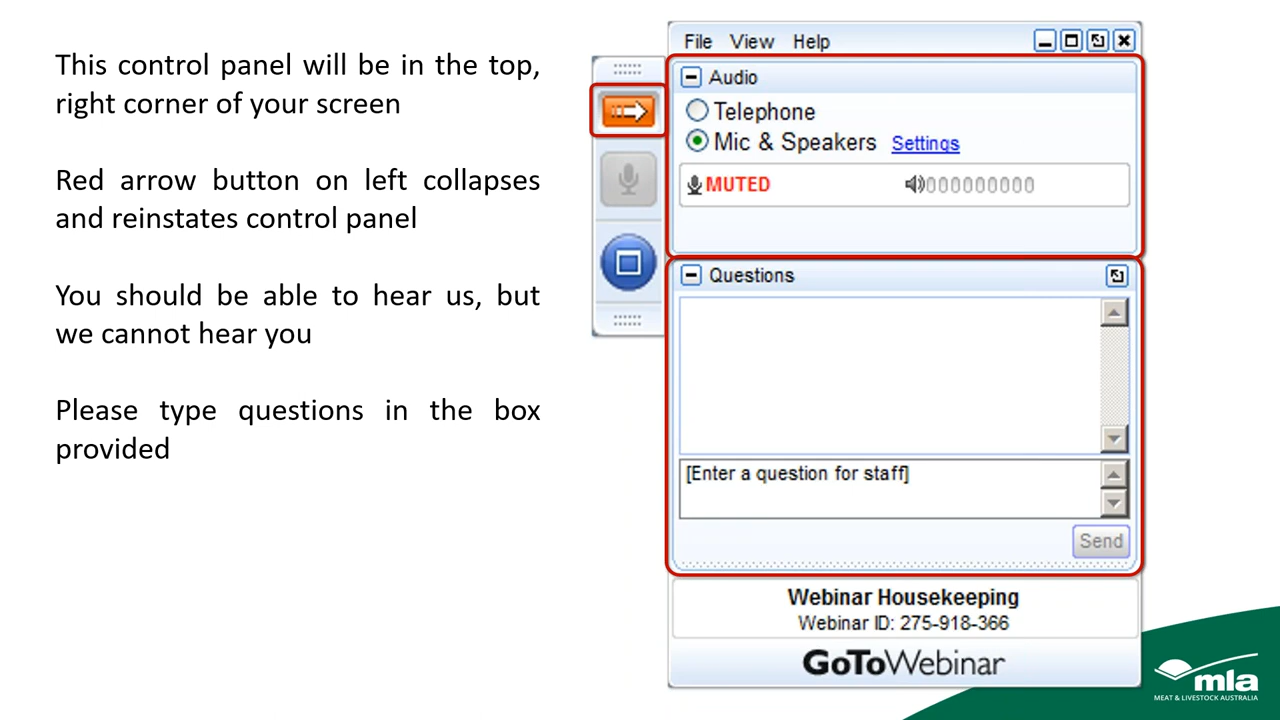 This control panel will be in the top,
right corner of your screen
Red arrow button on left collapses
and reinstates control panel
You should be able to hear us, but
we cannot hear you
Please type questions in the box
provided
File View Help
Audio
Telephone
Mic & Speakers Settings
MUTED 000000000
Questions
[Enter a question for staff]
Send
Webinar Housekeeping
Webinar ID: 275-918-366
GoToWebinar
mla
MEAT & LIVESTOCK AUSTRALIA